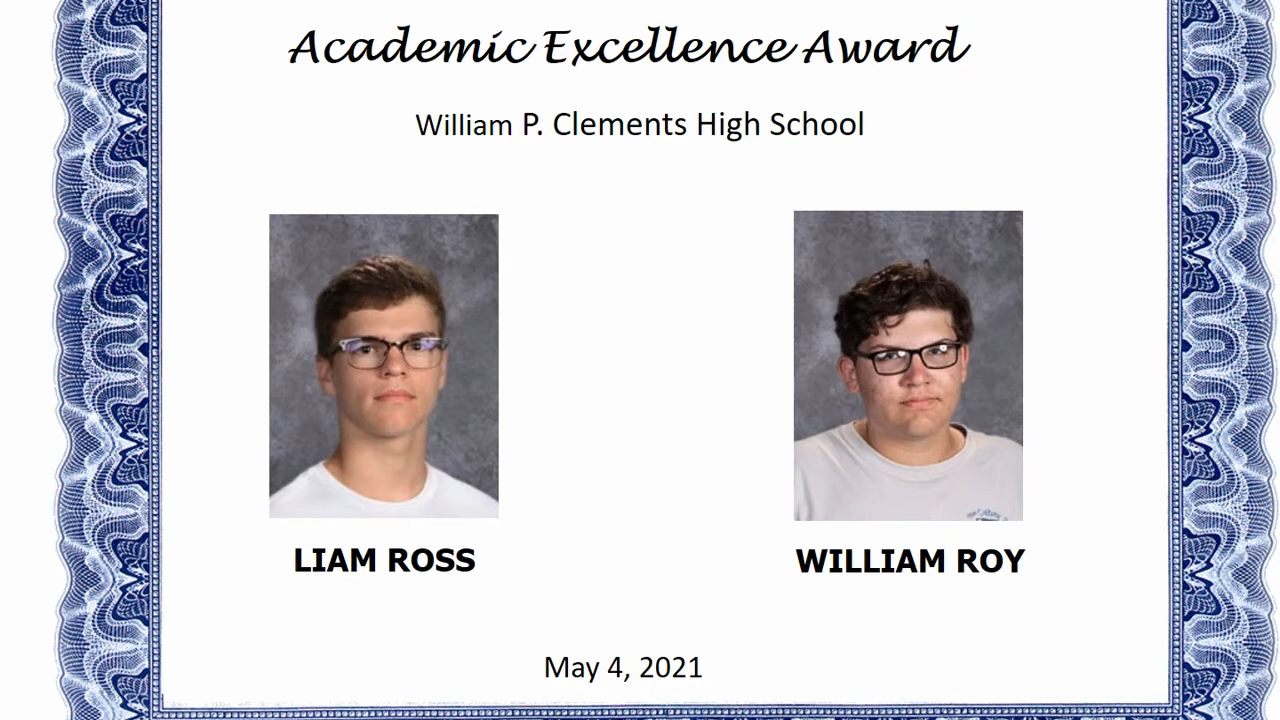 Academic Excellence Award
William P. Clements High School
LIAM ROSS
WILLIAM ROY
May 4, 2021